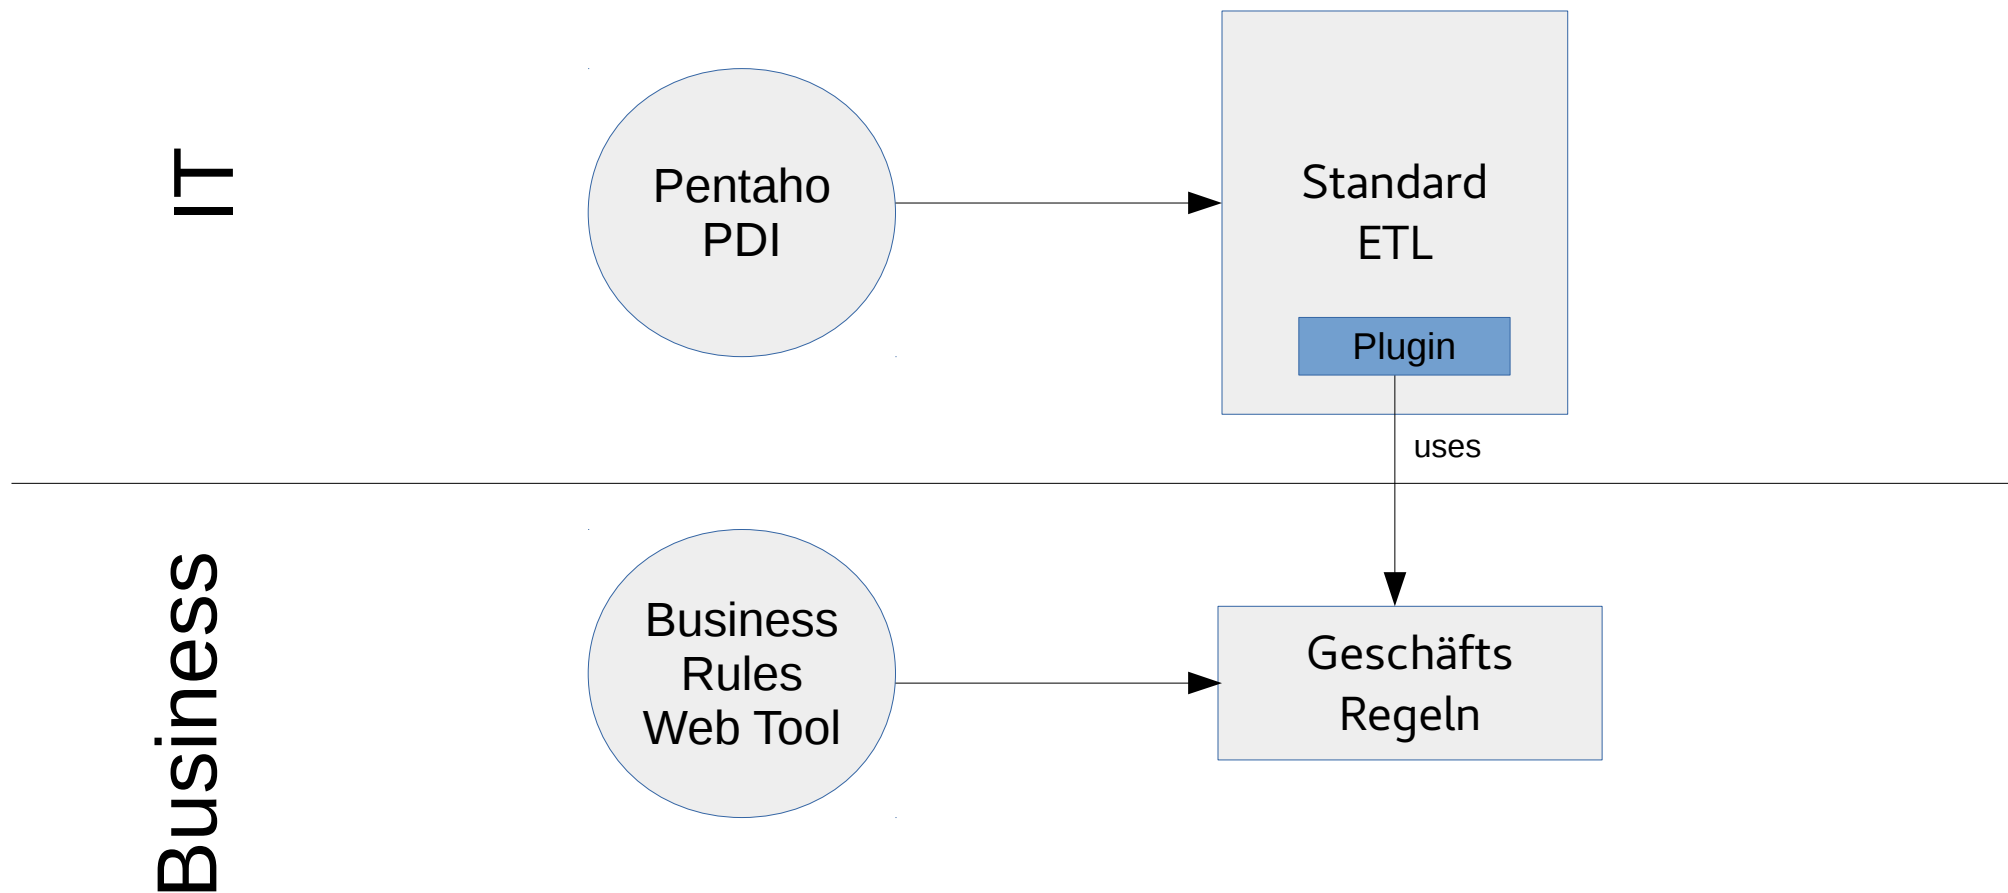 IT
Pentaho
PDI
Standard
ETL
Plugin
uses
Business
Business
Rules
Web Tool
Geschäfts
Regeln